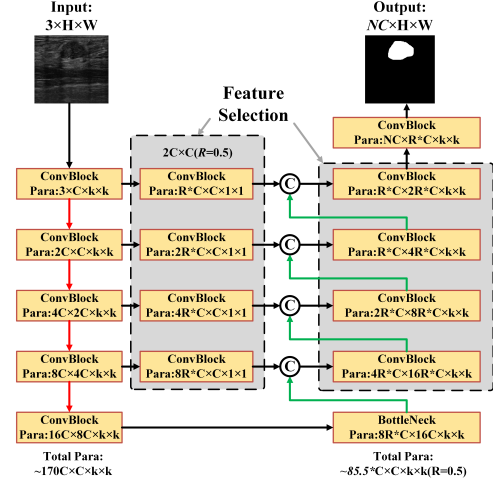 Input:
3×H×W
Output:
NC×H×W
Feature
Selection
ConvBlock
Para:NC×R*C×k×k
2C×C(R=0.5)
ConvBlock
Para:3×C×k×k
ConvBlock
Para:R*C×C×1×1
C
ConvBlock
Para:R*C×2R*C×k×k
ConvBlock
Para:2C×C×k×k
ConvBlock
Para:2R*C×C×1×1
C
ConvBlock
Para:R*C×4R*C×k×k
ConvBlock
Para:4C×2C×k×k
ConvBlock
Para:4R*C×C×1×1
C
ConvBlock
Para:2R*C×8R*C×k×k
ConvBlock
Para:8C×4C×k×k
ConvBlock
Para:8R*C×C×1×1
C
ConvBlock
Para:4R*C×16R*C×k×k
ConvBlock
Para:16C×8C×k×k
BottleNeck
Para:8R*C×16C×k×k
Total Para:
~170C×C×k×k
Total Para:
~85.5*C×C×k×k(R=0.5)